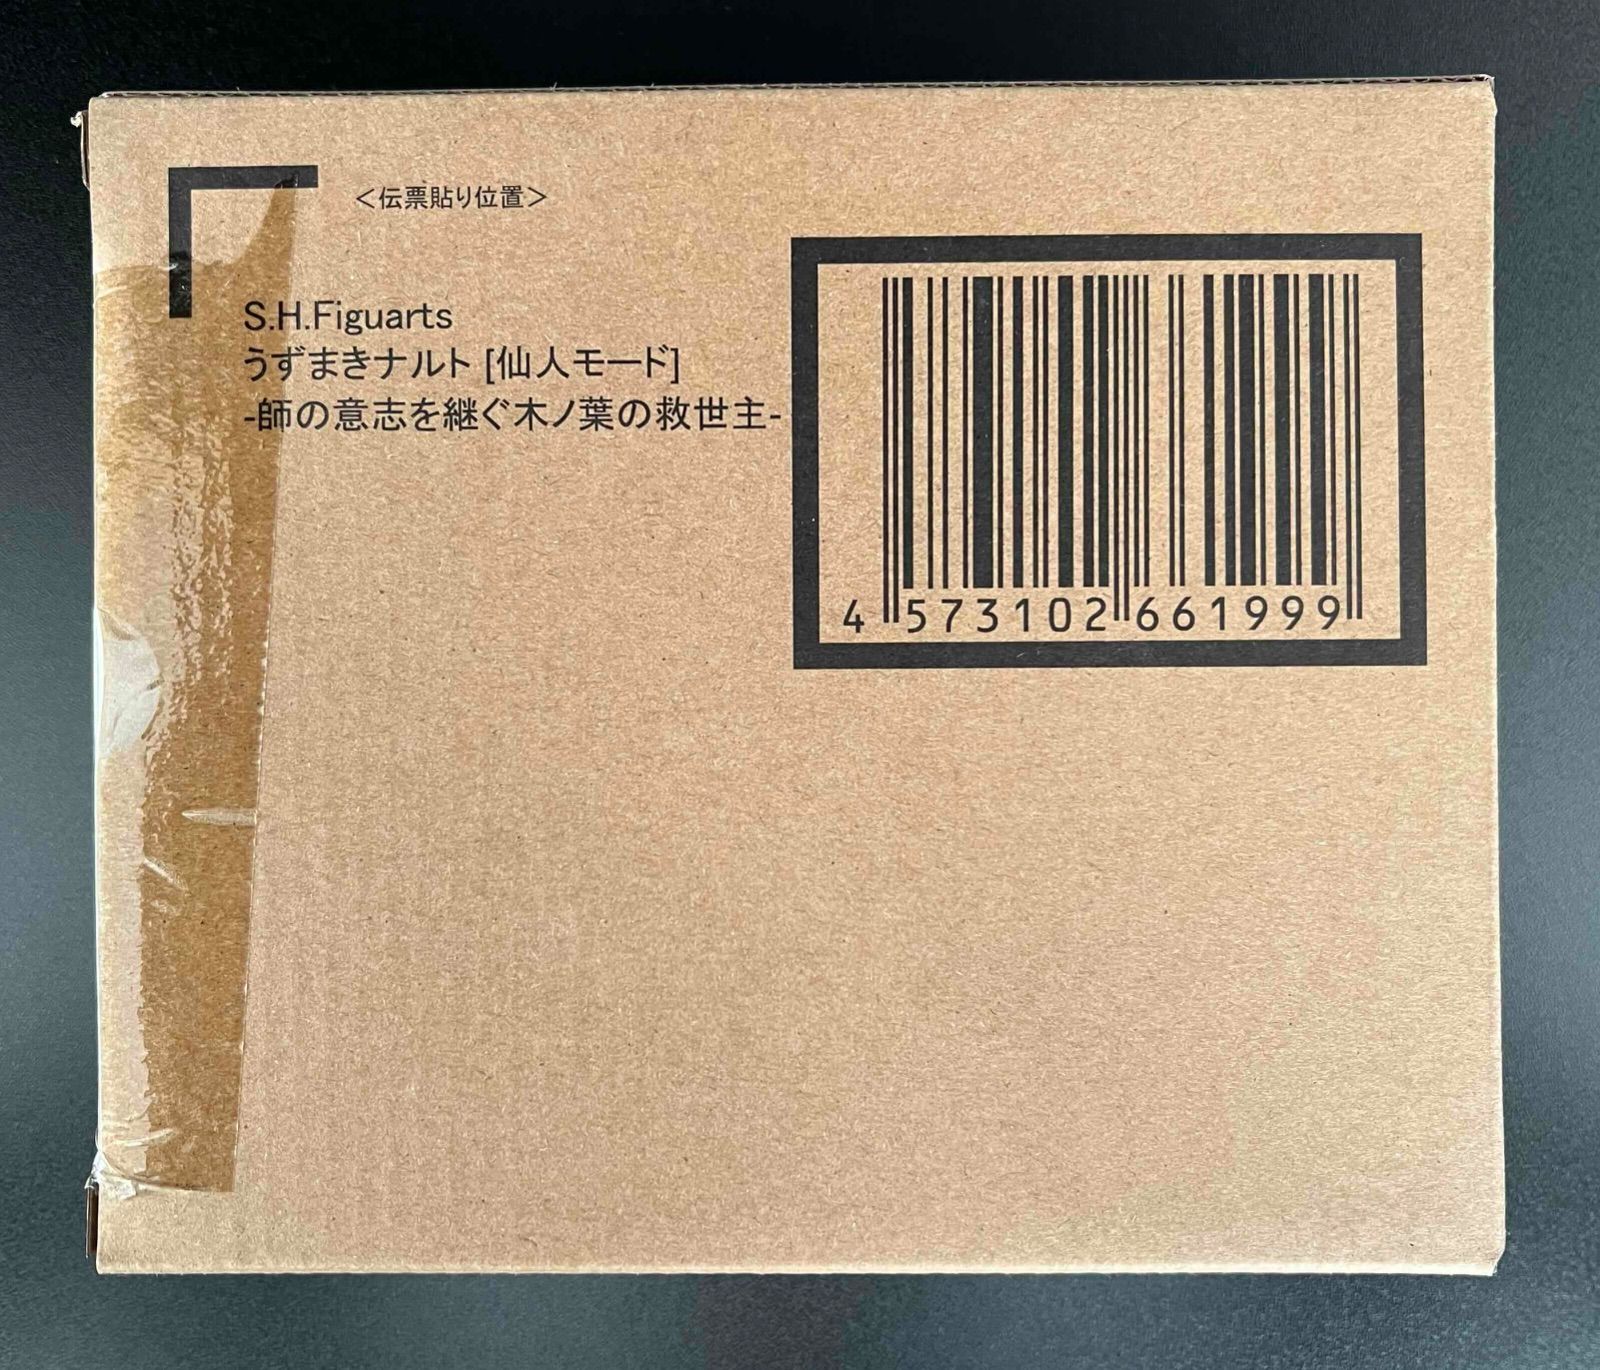 ＜伝票貼り位置＞
S.H.Figuarts
うずまきナルト [仙人モード]
-師の意志を継ぐ木ノ葉の救世主-
4 573102 661999